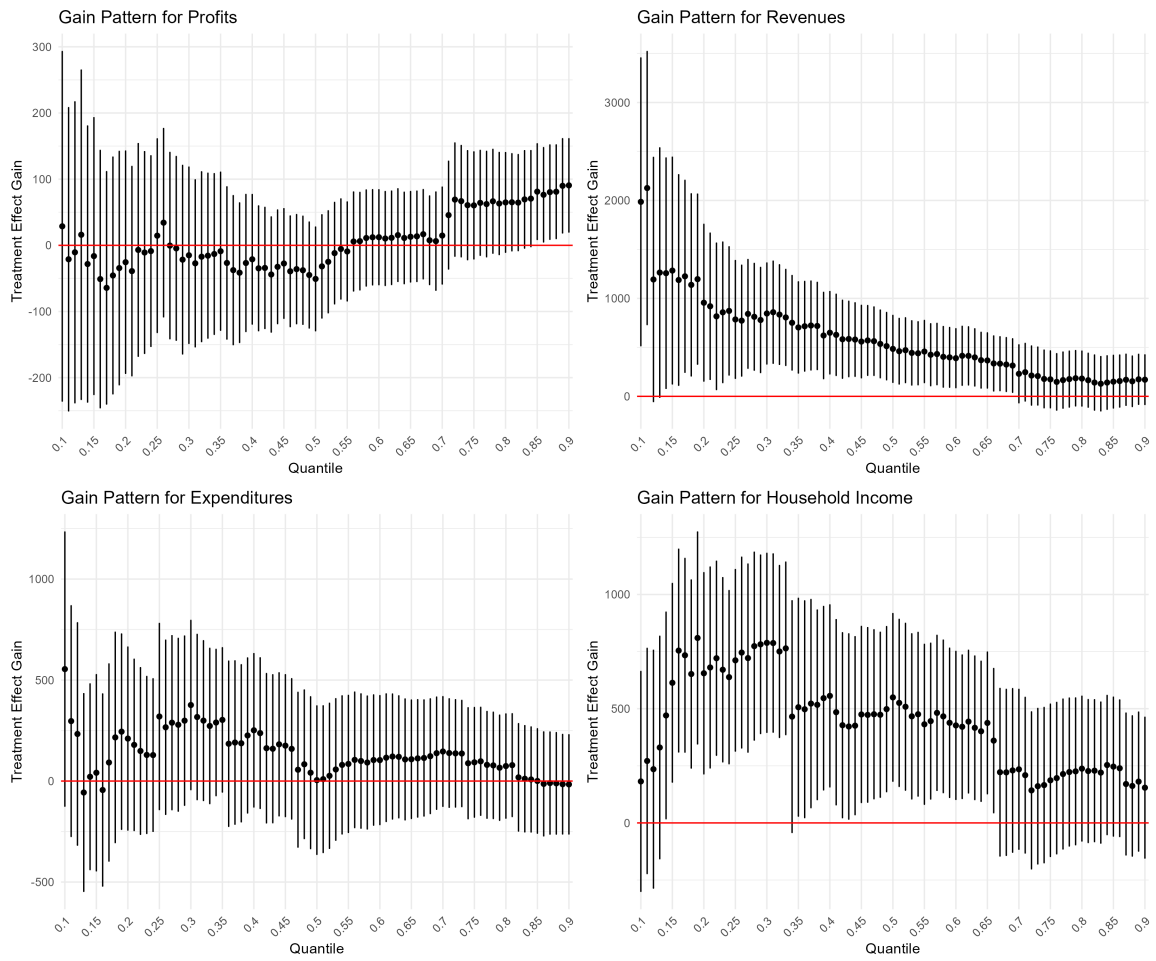 Gain Pattern for Profits
Treatment Effect Gain
300
200
100
0
-100
-200
0.1 0.15 0.2 0.25 0.3 0.35 0.4 0.45 0.5 0.55 0.6 0.65 0.7 0.75 0.8 0.85 0.9
Quantile
Gain Pattern for Revenues
Treatment Effect Gain
3000
2000
1000
0
0.1 0.15 0.2 0.25 0.3 0.35 0.4 0.45 0.5 0.55 0.6 0.65 0.7 0.75 0.8 0.85 0.9
Quantile
Gain Pattern for Expenditures
Treatment Effect Gain
1000
500
0
-500
0.1 0.15 0.2 0.25 0.3 0.35 0.4 0.45 0.5 0.55 0.6 0.65 0.7 0.75 0.8 0.85 0.9
Quantile
Gain Pattern for Household Income
Treatment Effect Gain
1000
500
0
0.1 0.15 0.2 0.25 0.3 0.35 0.4 0.45 0.5 0.55 0.6 0.65 0.7 0.75 0.8 0.85 0.9
Quantile